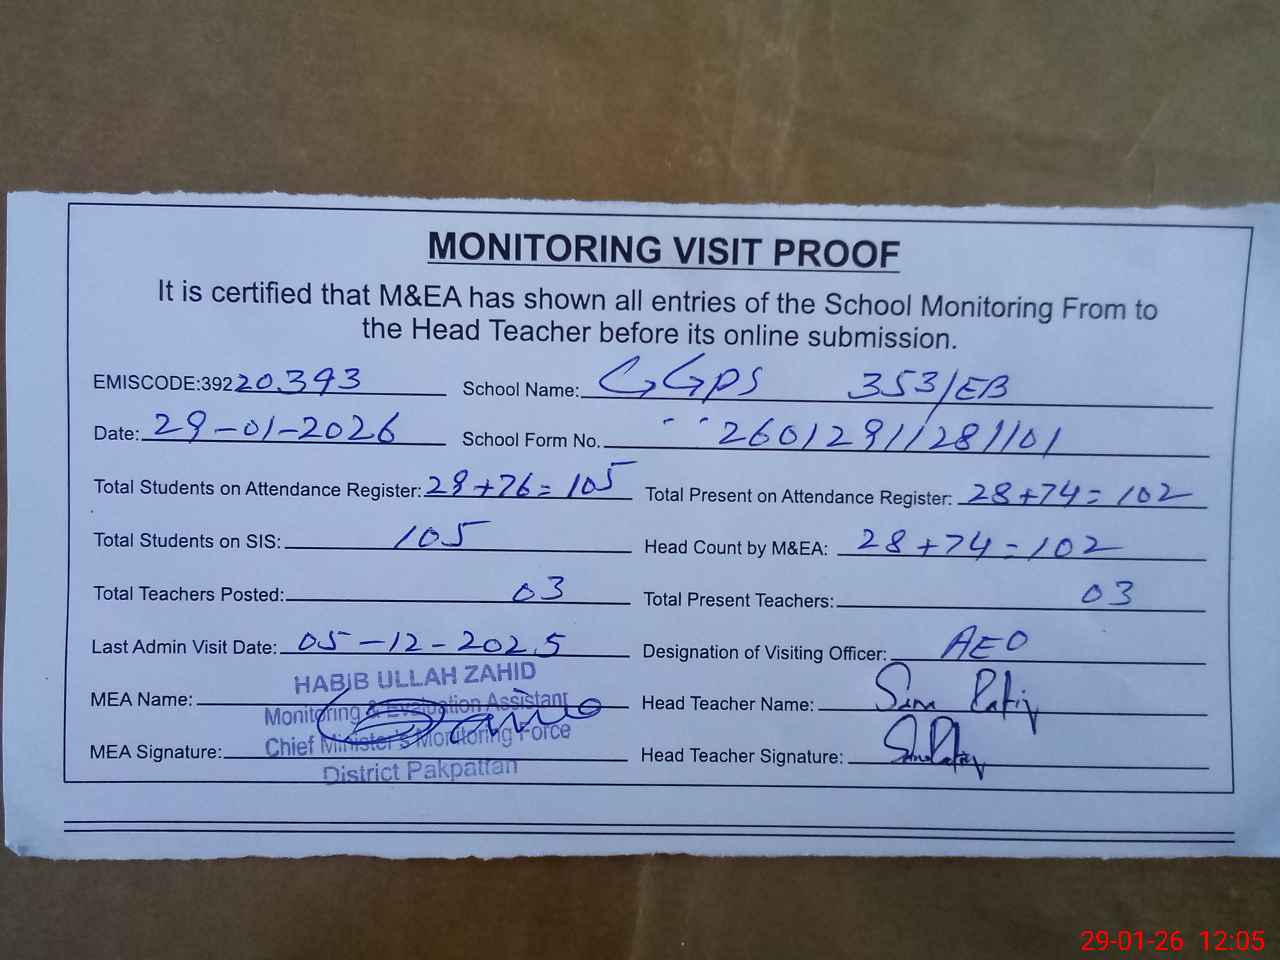 MONITORING VISIT PROOF
It is certified that M&EA has shown all entries of the School Monitoring From to
the Head Teacher before its online submission.
EMISCODE:39220393 School Name: GGPS 353/EB
Date: 29-01-2026 School Form No. 26012911281101
Total Students on Attendance Register: 29+76=105 Total Present on Attendance Register: 28+74=102
Total Students on SIS: 105 Head Count by M&EA: 28+74=102
Total Teachers Posted: 03 Total Present Teachers: 03
Last Admin Visit Date: 05-12-2025 Designation of Visiting Officer: AEO
HABIB ULLAH ZAHID
MEA Name: Monitoring & Evaluation Assistant Head Teacher Name:
Chief Minister's Monitoring Force
MEA Signature: Head Teacher Signature:
District Pakpattan
29-01-26 12:05